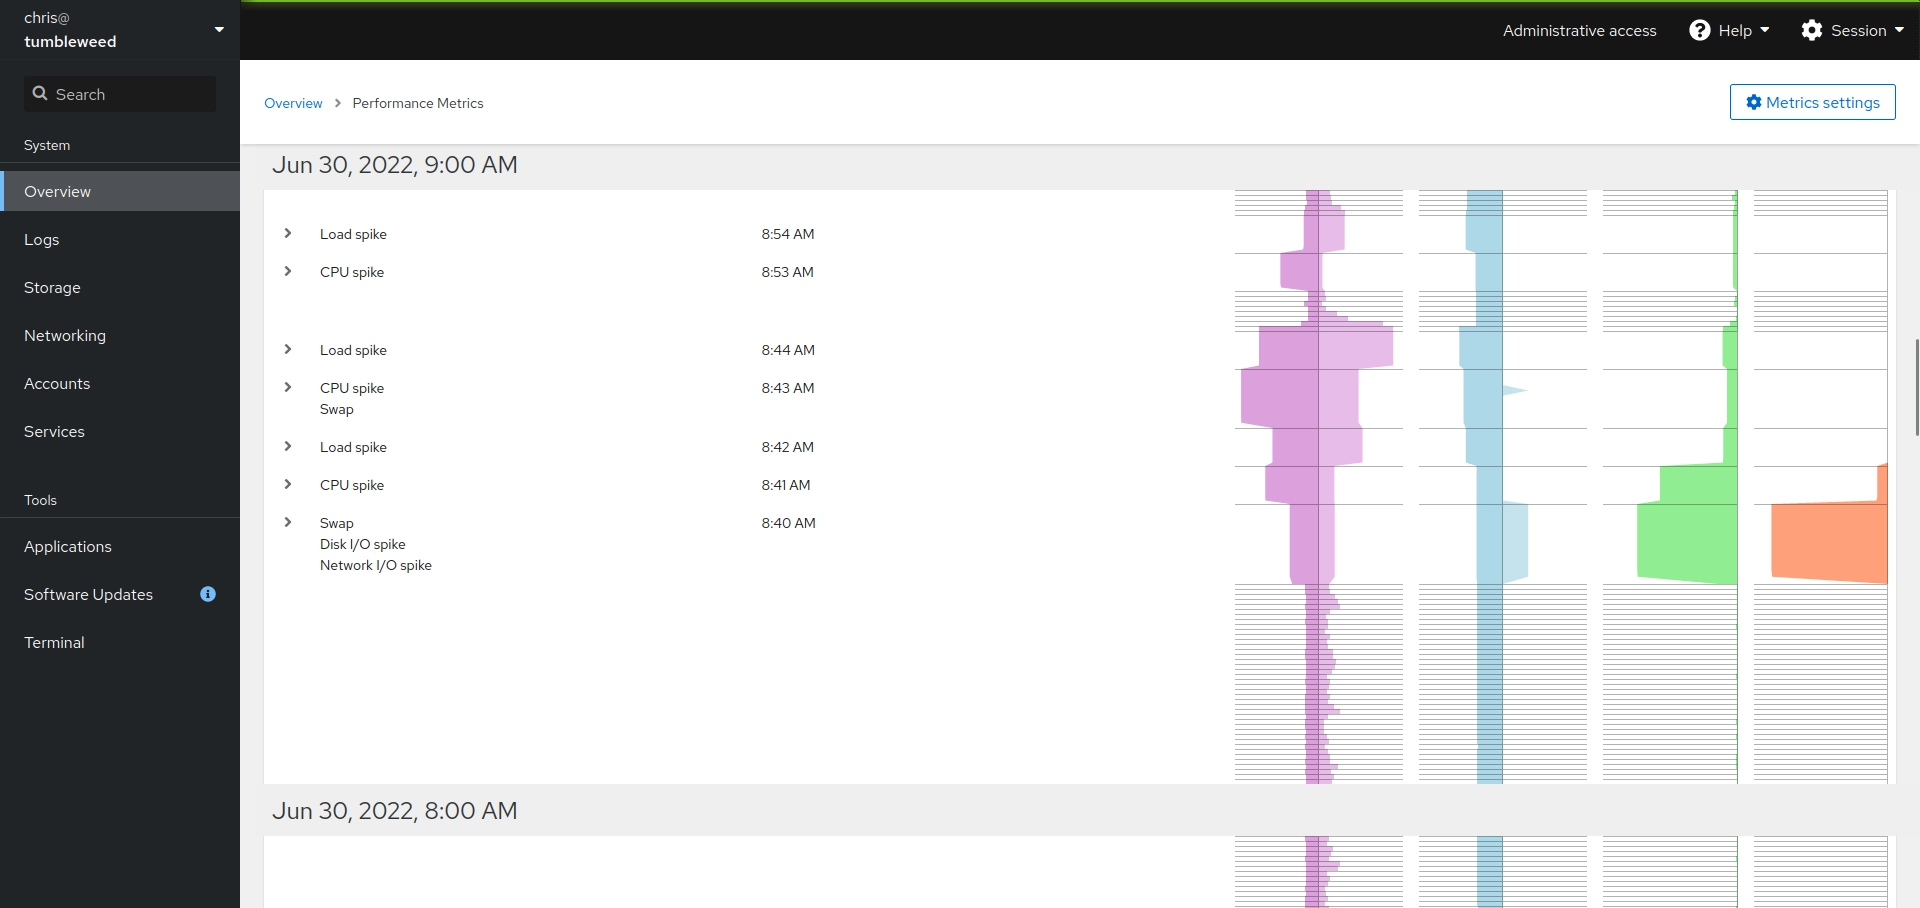 chris@
tumbleweed
Administrative access
Help
Session
Search
Overview
Performance Metrics
Metrics settings
System
Overview
Logs
Storage
Networking
Accounts
Services
Tools
Applications
Software Updates
Terminal
Jun 30, 2022, 9:00 AM
Load spike 8:54 AM
CPU spike 8:53 AM
Load spike 8:44 AM
CPU spike 8:43 AM
Swap
Load spike 8:42 AM
CPU spike 8:41 AM
Swap 8:40 AM
Disk I/O spike
Network I/O spike
Jun 30, 2022, 8:00 AM